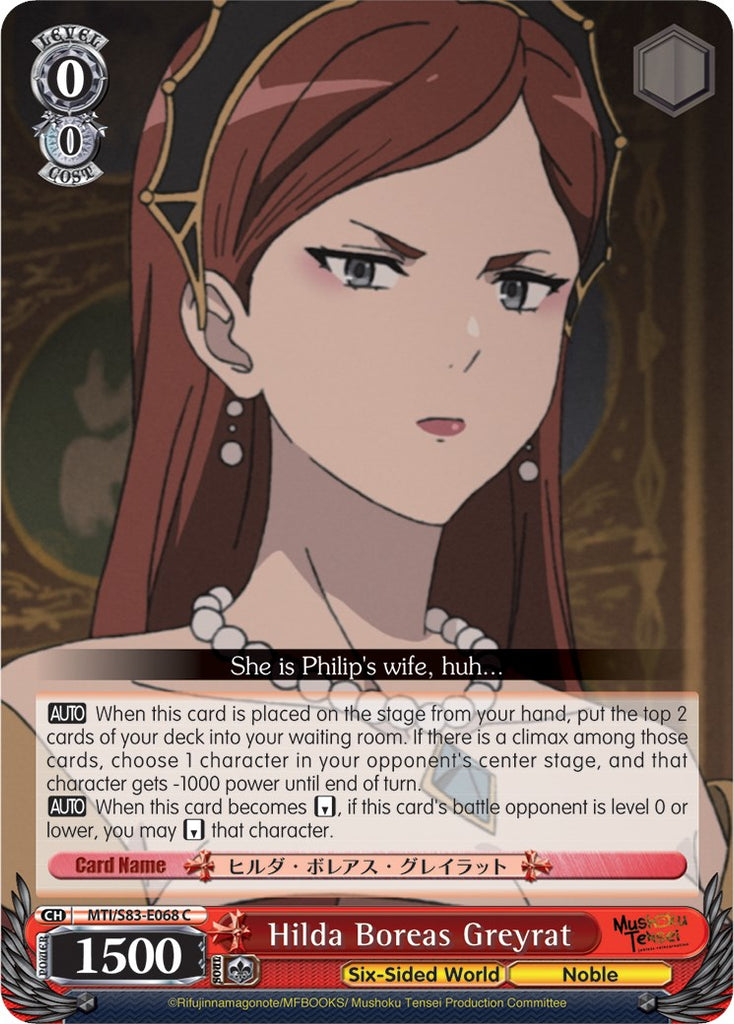 LEVEL
0
0
COST
She is Philip's wife, huh...
AUTO When this card is placed on the stage from your hand, put the top 2
cards of your deck into your waiting room. If there is a climax among those
cards, choose 1 character in your opponent's center stage, and that
character gets -1000 power until end of turn.
AUTO When this card becomes , if this card's battle opponent is level 0 or
lower, you may that character.
Card Name ヒルダ・ボレアス・グレイラット
CH MTI/S83-E068 C
POWER 1500 SOUL Hilda Boreas Greyrat Mushoku Tensei
Six-Sided World Noble
©Rifujinnamagonote/MFBOOKS/ Mushoku Tensei Production Committee